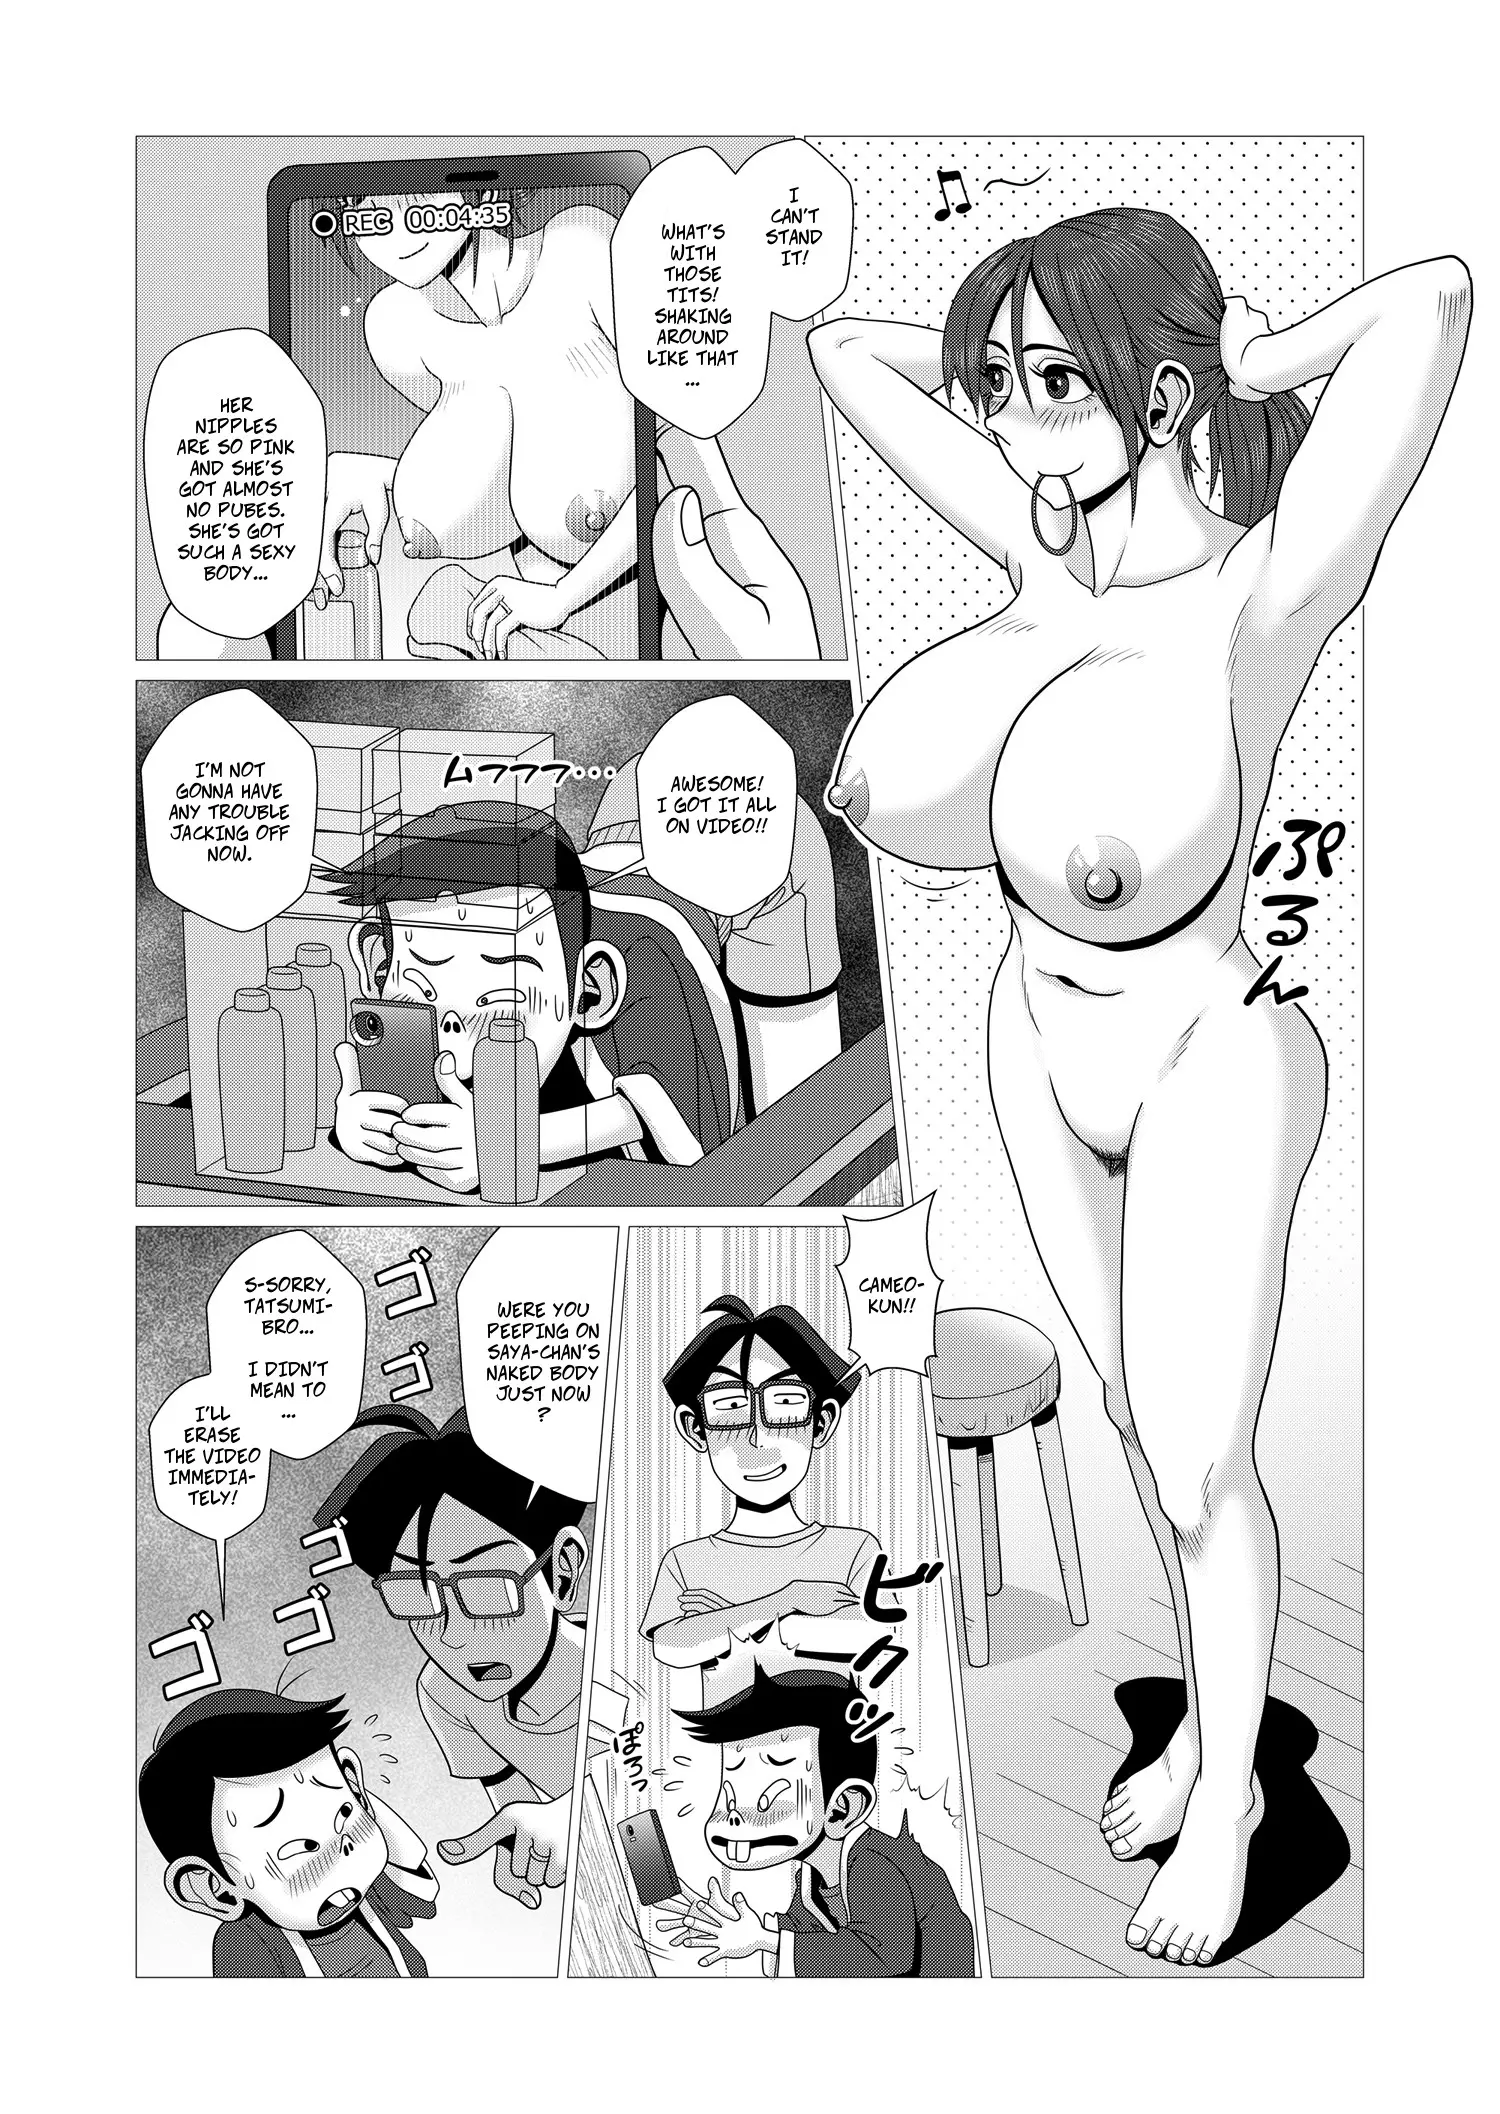 I
CAN'T
STAND
IT!
WHAT'S
WITH
THOSE
TITS!
SHAKING
AROUND
LIKE THAT
...
REC 00:04:35
HER
NIPPLES
ARE SO PINK
AND SHE'S
GOT ALMOST
NO PUBES.
SHE'S GOT
SUCH A SEXY
BODY...
ぷるん
AWESOME!
I GOT IT ALL
ON VIDEO!!
ムフフフ…
I'M NOT
GONNA HAVE
ANY TROUBLE
JACKING OFF
NOW.
CAMEO-
KUN!!
ビクッ
ぽろっ
WERE YOU
PEEPING ON
SAYA-CHAN'S
NAKED BODY
JUST NOW
?
ゴ
ゴ
ゴ
ゴ
ゴ
S-SORRY,
TATSUMI-
BRO...
I DIDN'T
MEAN TO
...
I'LL
ERASE
THE VIDEO
IMMEDIA-
TELY!